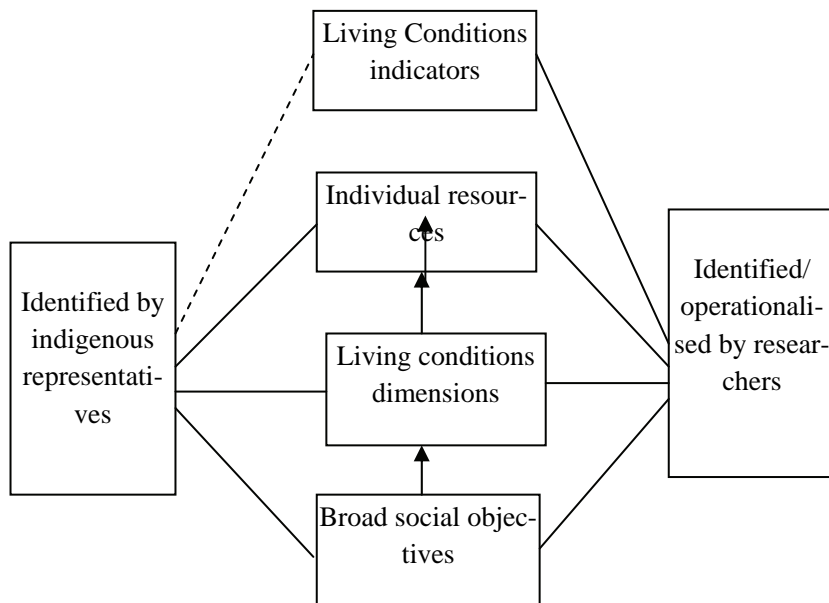 Living Conditions
indicators
Individual resour-
ces
Identified by
indigenous
representati-
ves
Living conditions
dimensions
Identified/
operationali-
sed by resear-
chers
Broad social objec-
tives